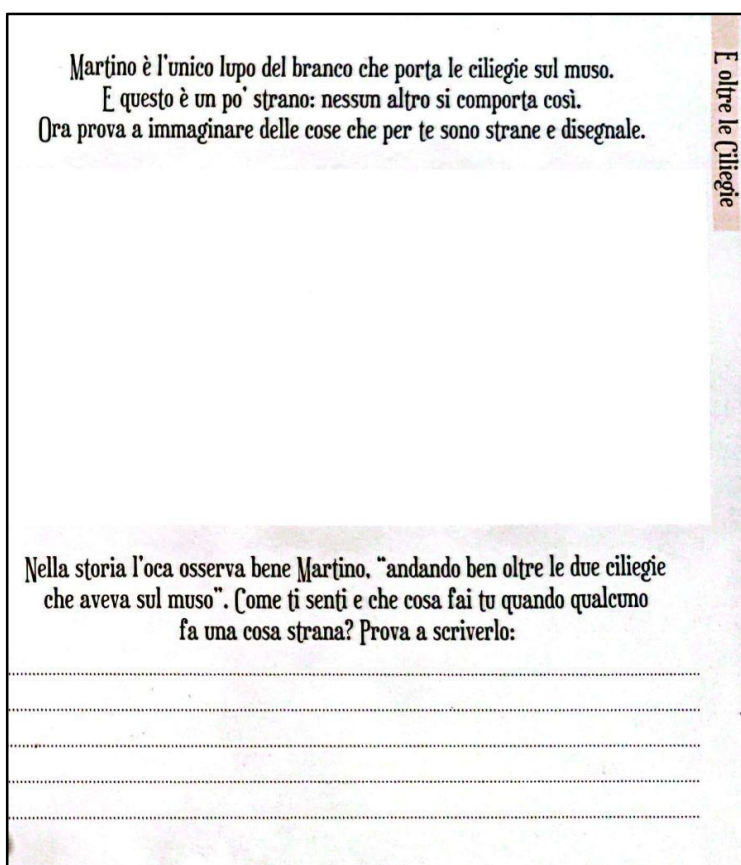 Martino è l'unico lupo del branco che porta le ciliegie sul muso.
E questo è un po' strano: nessun altro si comporta così.
Ora prova a immaginare delle cose che per te sono strane e disegnale.
E oltre le Ciliegie
Nella storia l'oca osserva bene Martino, “andando ben oltre le due ciliegie
che aveva sul muso”. Come ti senti e che cosa fai tu quando qualcuno
fa una cosa strana? Prova a scriverlo: